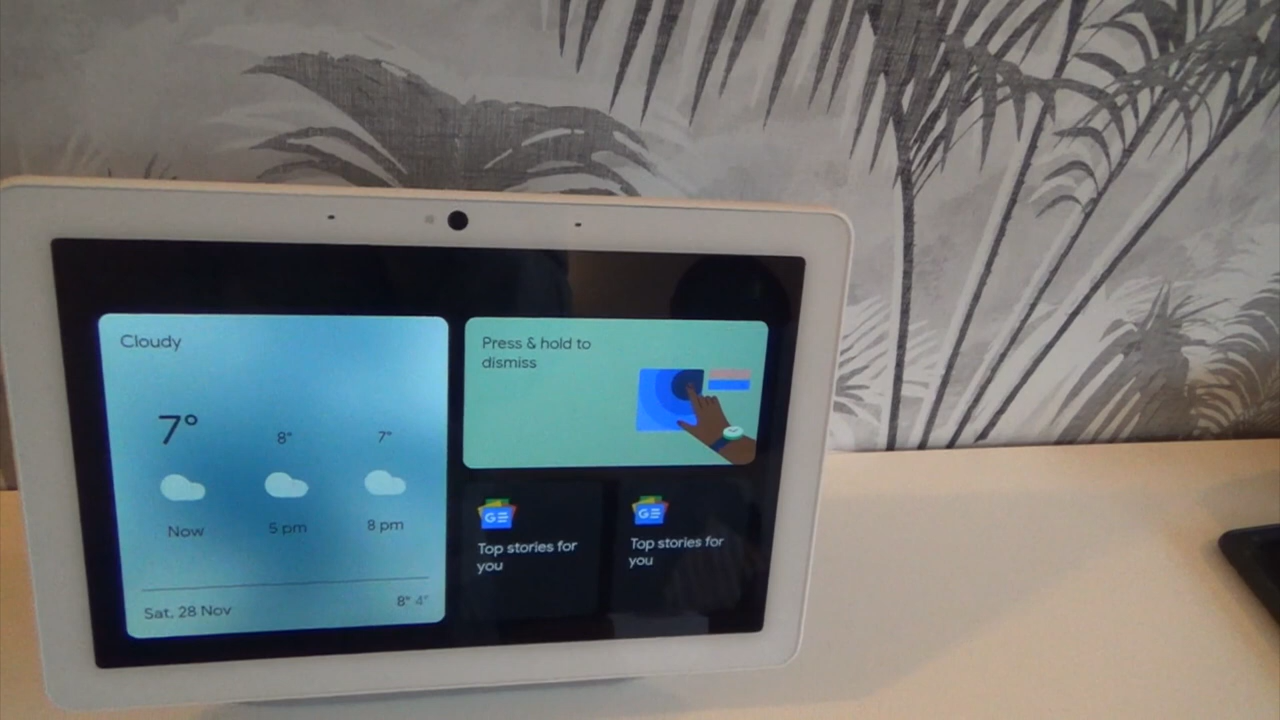 Cloudy
7° 8° 7°
Now 5 pm 8 pm
Sat, 28 Nov 8° 4°
Press & hold to
dismiss
G
Top stories for
you
G
Top stories for
you